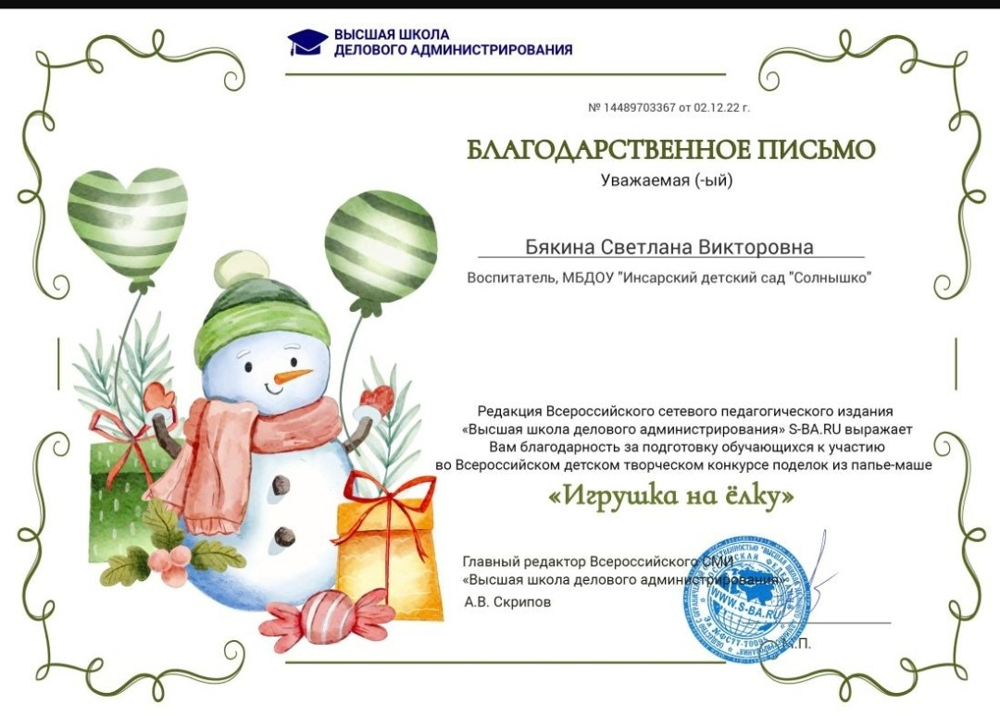 ВЫСШАЯ ШКОЛА
ДЕЛОВОГО АДМИНИСТРИРОВАНИЯ
№ 14489703367 от 02.12.22 г.
БЛАГОДАРСТВЕННОЕ ПИСЬМО
Уважаемая (-ый)
Бякина Светлана Викторовна
Воспитатель, МБДОУ "Инсарский детский сад "Солнышко"
Редакция Всероссийского сетевого педагогического издания
«Высшая школа делового администрирования» S-BA.RU выражает
Вам благодарность за подготовку обучающихся к участию
во Всероссийском детском творческом конкурсе поделок из папье-маше
«Игрушка на ёлку»
Главный редактор Всероссийского СМИ
«Высшая школа делового администрирования»
А.В. Скрипов
WWW.S-BA.RU
М.П.